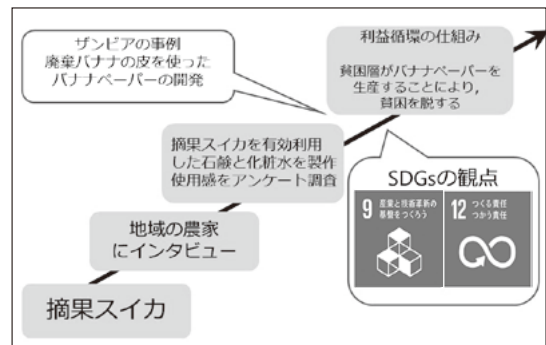 ザンビアの事例
廃棄バナナの皮を使った
バナナペーパーの開発
利益循環の仕組み
貧困層がバナナペーパーを
生産することにより,
貧困を脱する
摘果スイカを有効利用
した石鹸と化粧水を製作
使用感をアンケート調査
SDGsの観点
9 産業と技術革新の
基盤をつくろう
12 つくる責任
つかう責任
地域の農家
にインタビュー
摘果スイカ